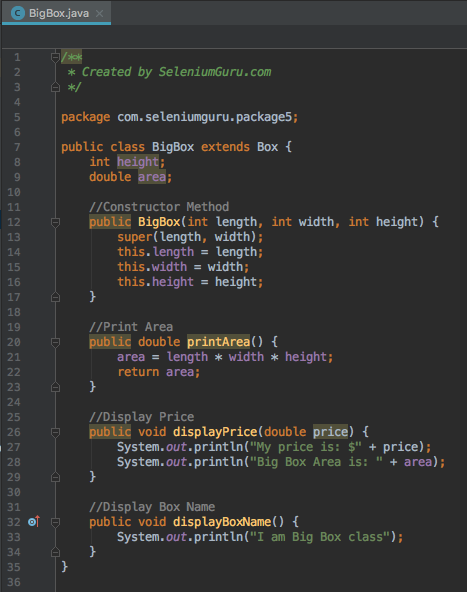 BigBox.java
1 /**
2 * Created by SeleniumGuru.com
3 */
4
5 package com.seleniumguru.package5;
6
7 public class BigBox extends Box {
8 int height;
9 double area;
10
11 //Constructor Method
12 public BigBox(int length, int width, int height) {
13 super(length, width);
14 this.length = length;
15 this.width = width;
16 this.height = height;
17 }
18
19 //Print Area
20 public double printArea() {
21 area = length * width * height;
22 return area;
23 }
24
25 //Display Price
26 public void displayPrice(double price) {
27 System.out.println("My price is: $" + price);
28 System.out.println("Big Box Area is: " + area);
29 }
30
31 //Display Box Name
32 public void displayBoxName() {
33 System.out.println("I am Big Box class");
34 }
35 }
36